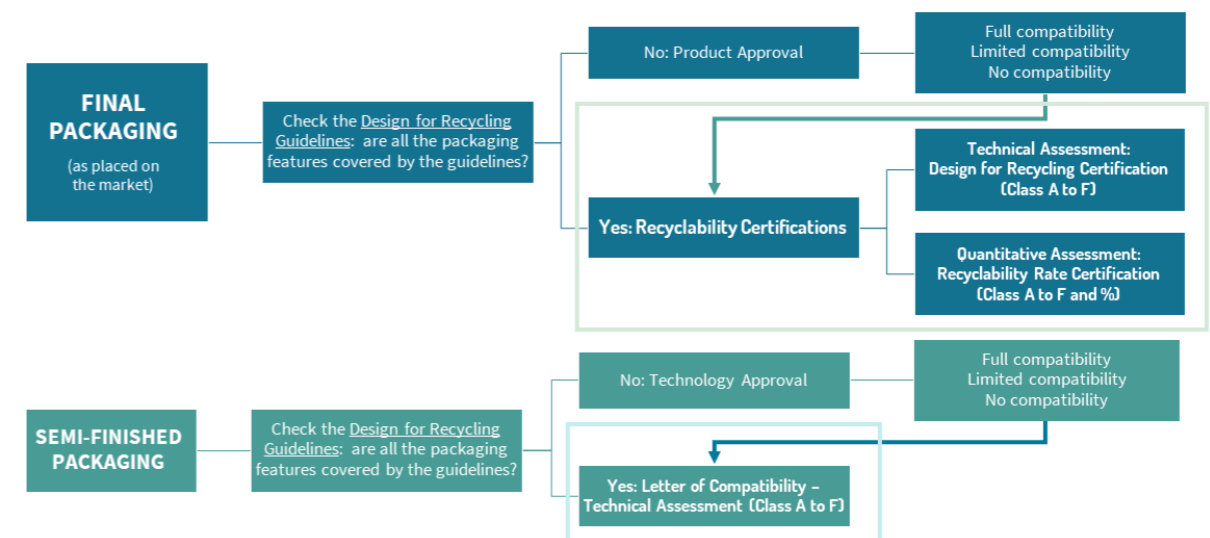 FINAL
PACKAGING
(as placed on
the market)
Check the Design for Recycling
Guidelines:  are all the packaging
features covered by the guidelines?
No: Product Approval
Full compatibility
Limited compatibility
No compatibility
Yes: Recyclability Certifications
Technical Assessment:
Design for Recycling Certification
(Class A to F)
Quantitative Assessment:
Recyclability Rate Certification
(Class A to F and %)
SEMI-FINISHED
PACKAGING
Check the Design for Recycling
Guidelines:  are all the packaging
features covered by the guidelines?
No: Technology Approval
Full compatibility
Limited compatibility
No compatibility
Yes: Letter of Compatibility –
Technical Assessment (Class A to F)